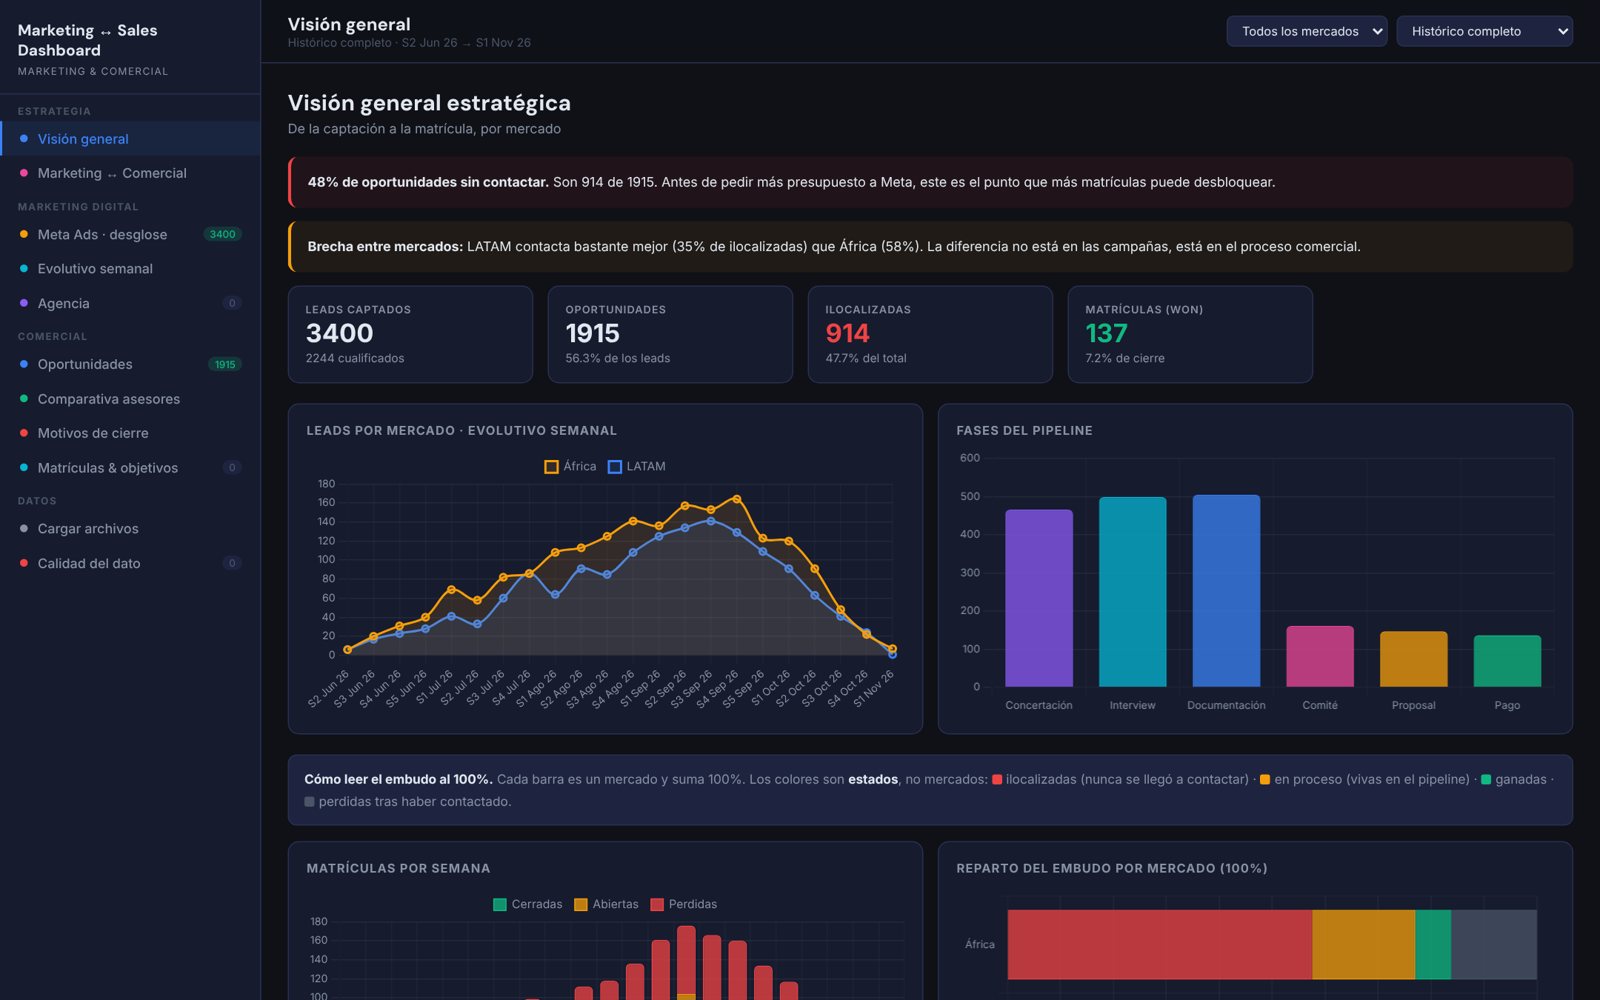 Marketing ↔ Sales
Dashboard
MARKETING & COMERCIAL
ESTRATEGIA
Visión general
Marketing ↔ Comercial
MARKETING DIGITAL
Meta Ads · desglose 3400
Evolutivo semanal
Agencia 0
COMERCIAL
Oportunidades 1915
Comparativa asesores
Motivos de cierre
Matrículas & objetivos 0
DATOS
Cargar archivos
Calidad del dato 0
Visión general
Histórico completo · S2 Jun 26 → S1 Nov 26
Todos los mercados
Histórico completo
Visión general estratégica
De la captación a la matrícula, por mercado
48% de oportunidades sin contactar. Son 914 de 1915. Antes de pedir más presupuesto a Meta, este es el punto que más matrículas puede desbloquear.
Brecha entre mercados: LATAM contacta bastante mejor (35% de ilocalizadas) que África (58%). La diferencia no está en las campañas, está en el proceso comercial.
LEADS CAPTADOS
3400
2244 cualificados
OPORTUNIDADES
1915
56.3% de los leads
ILOCALIZADAS
914
47.7% del total
MATRÍCULAS (WON)
137
7.2% de cierre
LEADS POR MERCADO · EVOLUTIVO SEMANAL
África LATAM
180
160
140
120
100
80
60
40
20
0
S2 Jun 26
S3 Jun 26
S4 Jun 26
S5 Jun 26
S1 Jul 26
S2 Jul 26
S3 Jul 26
S4 Jul 26
S1 Ago 26
S2 Ago 26
S3 Ago 26
S4 Ago 26
S1 Sep 26
S2 Sep 26
S3 Sep 26
S4 Sep 26
S5 Sep 26
S1 Oct 26
S2 Oct 26
S3 Oct 26
S4 Oct 26
S1 Nov 26
FASES DEL PIPELINE
600
500
400
300
200
100
0
Concertación Interview Documentación Comité Proposal Pago
Cómo leer el embudo al 100%. Cada barra es un mercado y suma 100%. Los colores son estados, no mercados: ilocalizadas (nunca se llegó a contactar) · en proceso (vivas en el pipeline) · ganadas ·
perdidas tras haber contactado.
MATRÍCULAS POR SEMANA
Cerradas Abiertas Perdidas
180
160
140
120
100
REPARTO DEL EMBUDO POR MERCADO (100%)
África